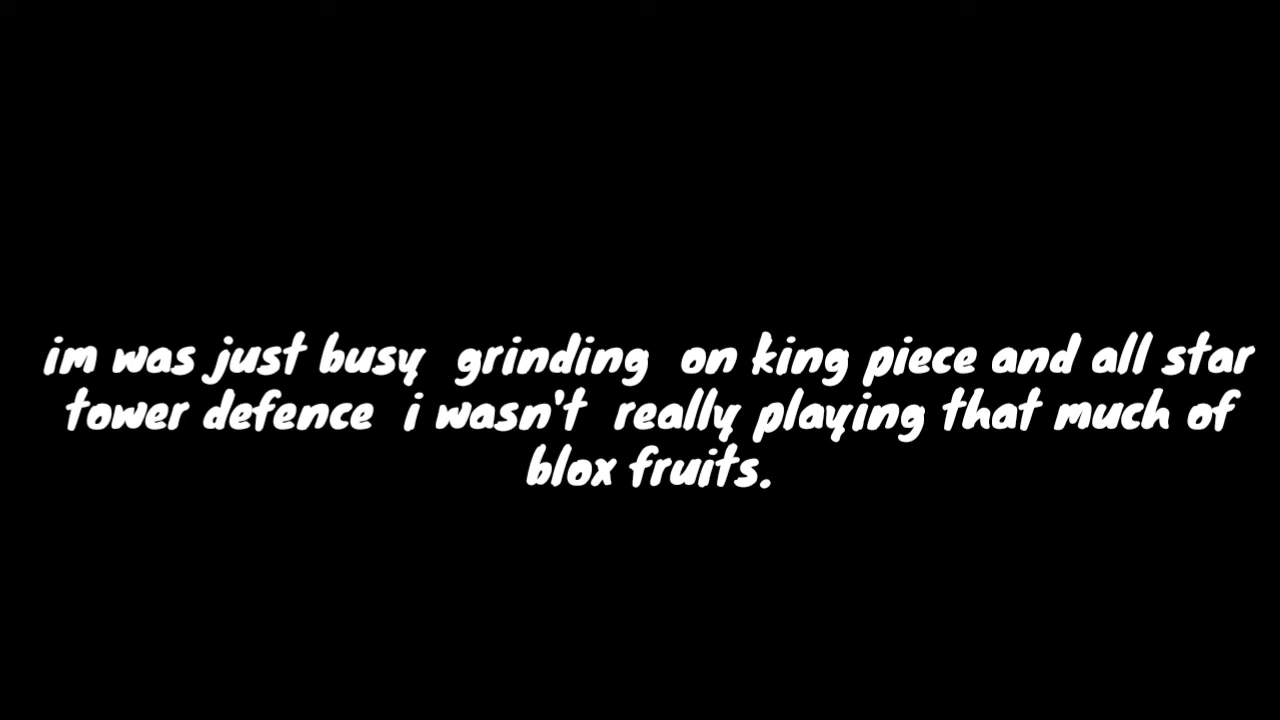 im was just busy  grinding  on king piece and all star
tower defence  i wasn't  really playing that much of
blox fruits.